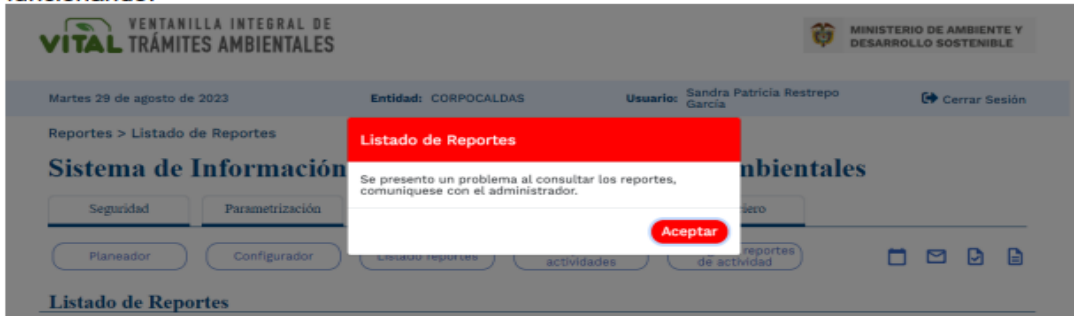 VENTANILLA INTEGRAL DE
VITAL TRÁMITES AMBIENTALES
MINISTERIO DE AMBIENTE Y
DESARROLLO SOSTENIBLE
Martes 29 de agosto de 2023
Entidad: CORPOCALDAS
Usuario: Sandra Patricia Restrepo
García
Cerrar Sesión
Reportes > Listado de Reportes
Sistema de Información
Listado de Reportes
Se presento un problema al consultar los reportes,
comuniquese con el administrador.
Aceptar
Seguridad
Parametrización
Planeador
Configurador
Listado reportes
actividades
reportes
de actividad
Listado de Reportes